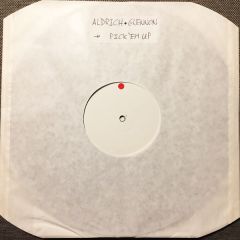 ALDRICH + GLENNON
→ PICK 'EM UP